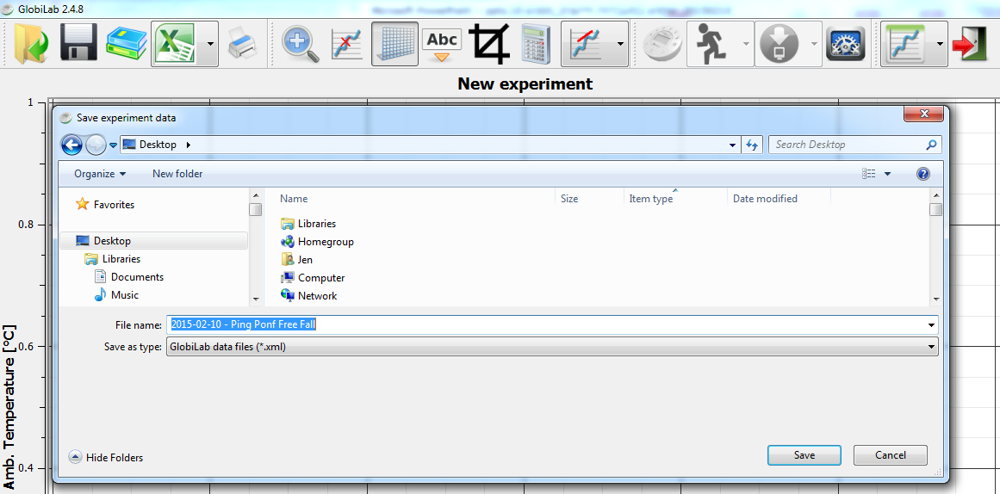 GlobiLab 2.4.8
Abc
New experiment
1
Save experiment data
Desktop
Search Desktop
Organize
New folder
Favorites
Desktop
Libraries
Documents
Music
Name
Size
Item type
Date modified
Libraries
Homegroup
Jen
Computer
Network
0.8
File name:
2015-02-10 - Ping Ponf Free Fall
Save as type:
GlobiLab data files (*.xml)
0.6
Amb. Temperature [°C]
Hide Folders
Save
Cancel
0.4